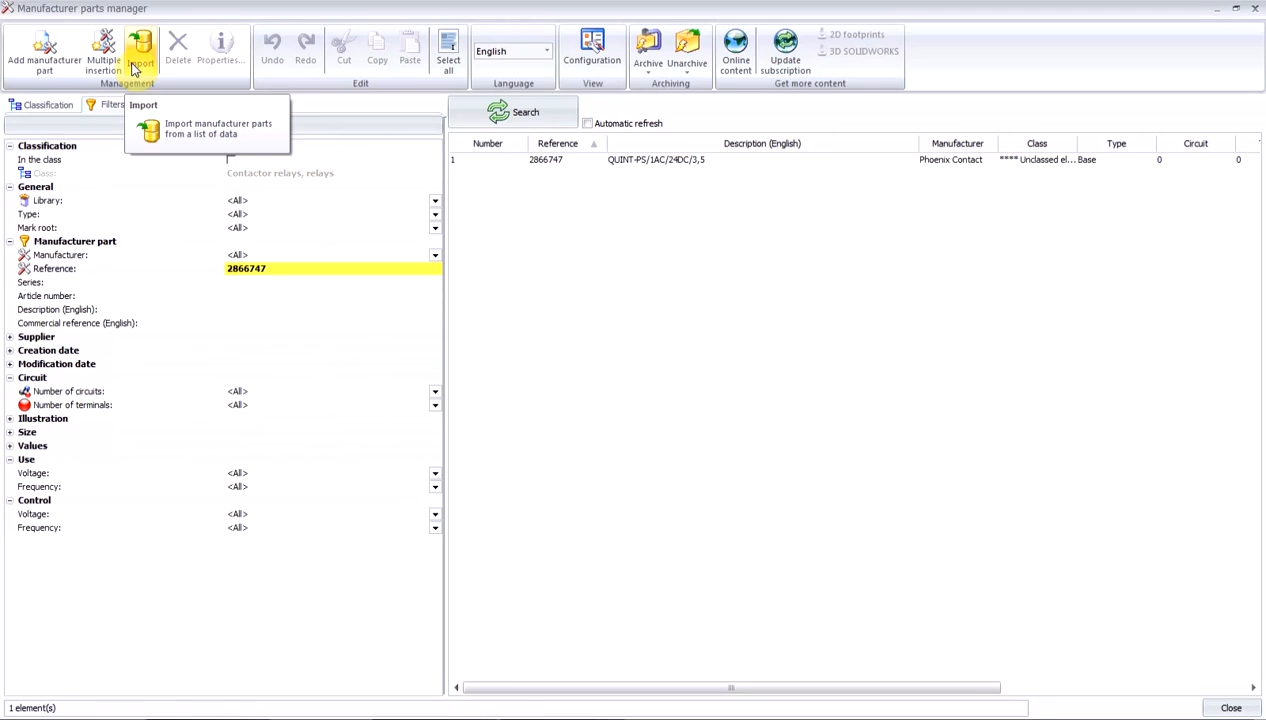 Manufacturer parts manager
Add manufacturer part
Multiple insertion
Import
Delete
Properties...
Undo
Redo
Cut
Copy
Paste
Select all
English
Configuration
Archive
Unarchive
Online content
Update subscription
2D footprints
3D SOLIDWORKS
Management
Edit
Language
View
Archiving
Get more content
Classification
Filters
Import
Import manufacturer parts
from a list of data
Search
Automatic refresh
Number Reference Description (English) Manufacturer Class Type Circuit
1 2866747 QUINT-PS/1AC/24DC/3,5 Phoenix Contact **** Unclassed el... Base 0 0
Classification
In the class
Class: Contactor relays, relays
General
Library: <All>
Type: <All>
Mark root: <All>
Manufacturer part
Manufacturer: <All>
Reference: 2866747
Series:
Article number:
Description (English):
Commercial reference (English):
Supplier
Creation date
Modification date
Circuit
Number of circuits: <All>
Number of terminals: <All>
Illustration
Size
Values
Use
Voltage: <All>
Frequency: <All>
Control
Voltage: <All>
Frequency: <All>
1 element(s)
Close